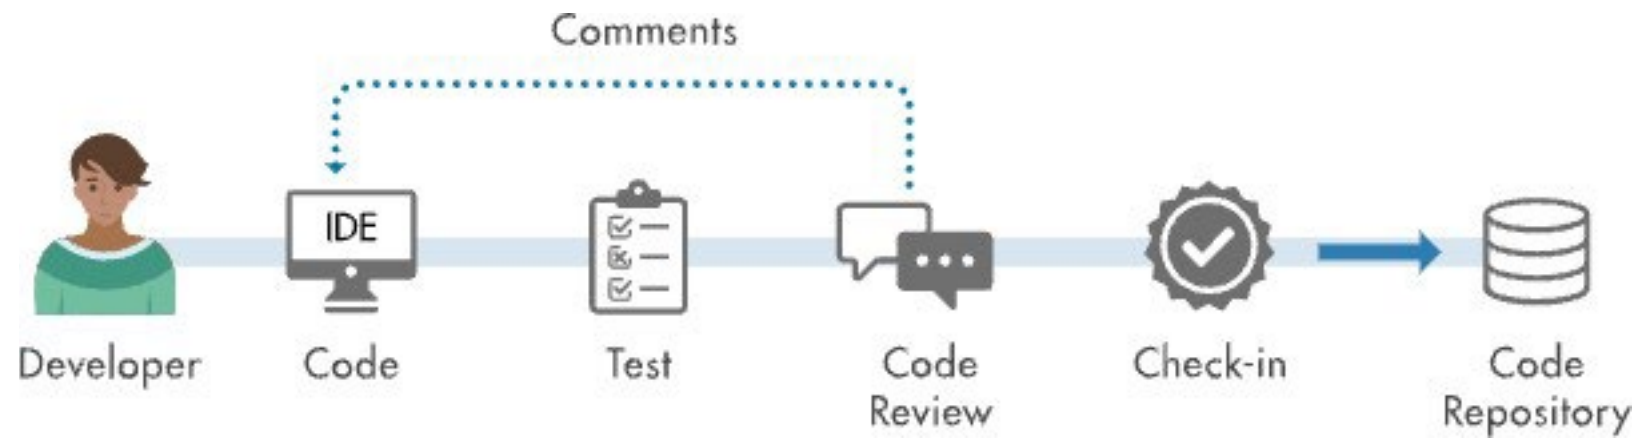 Comments
IDE
Developer
Code
Test
Code
Review
Check-in
Code
Repository